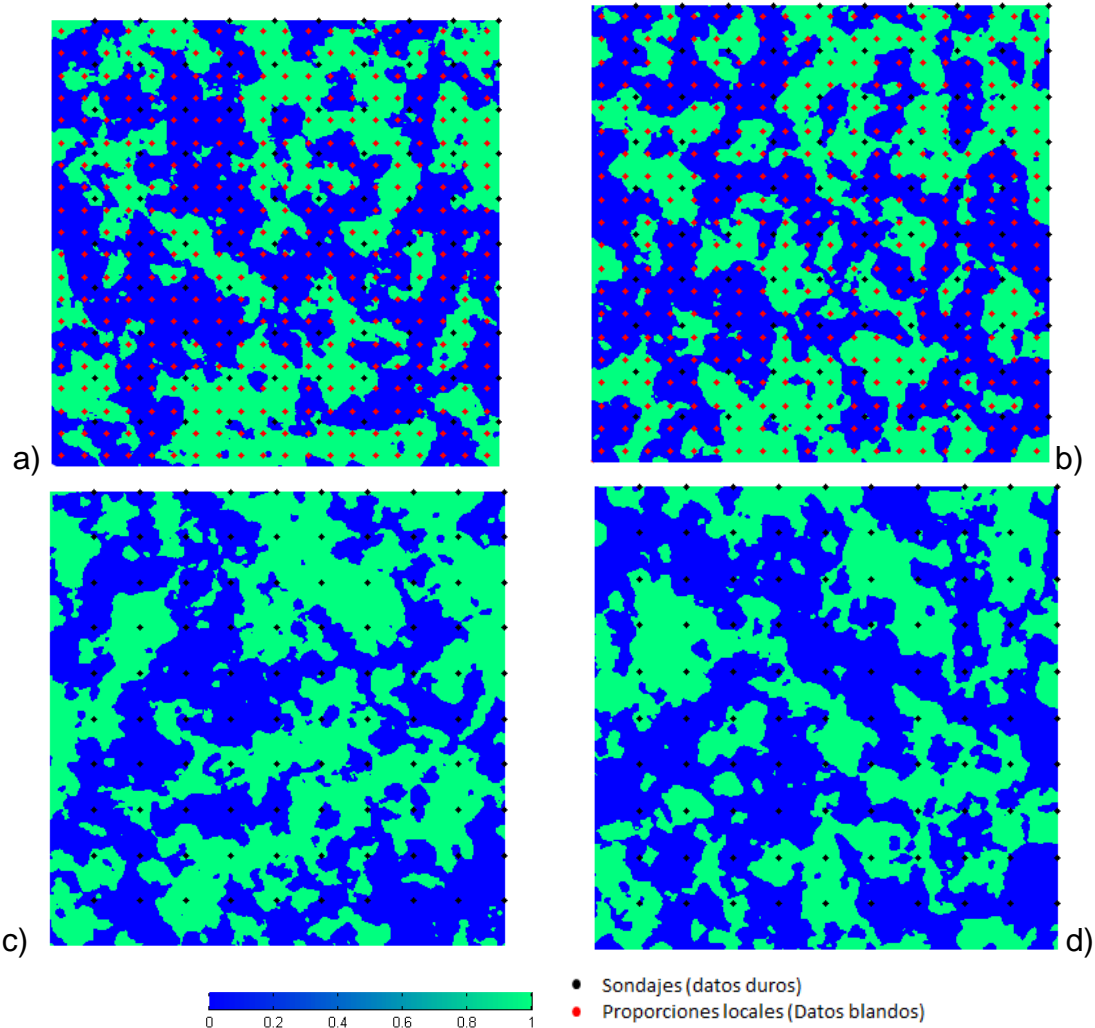 a)
b)
c)
d)
0 0.2 0.4 0.6 0.8 1
Sondajes (datos duros)
Proporciones locales (Datos blandos)